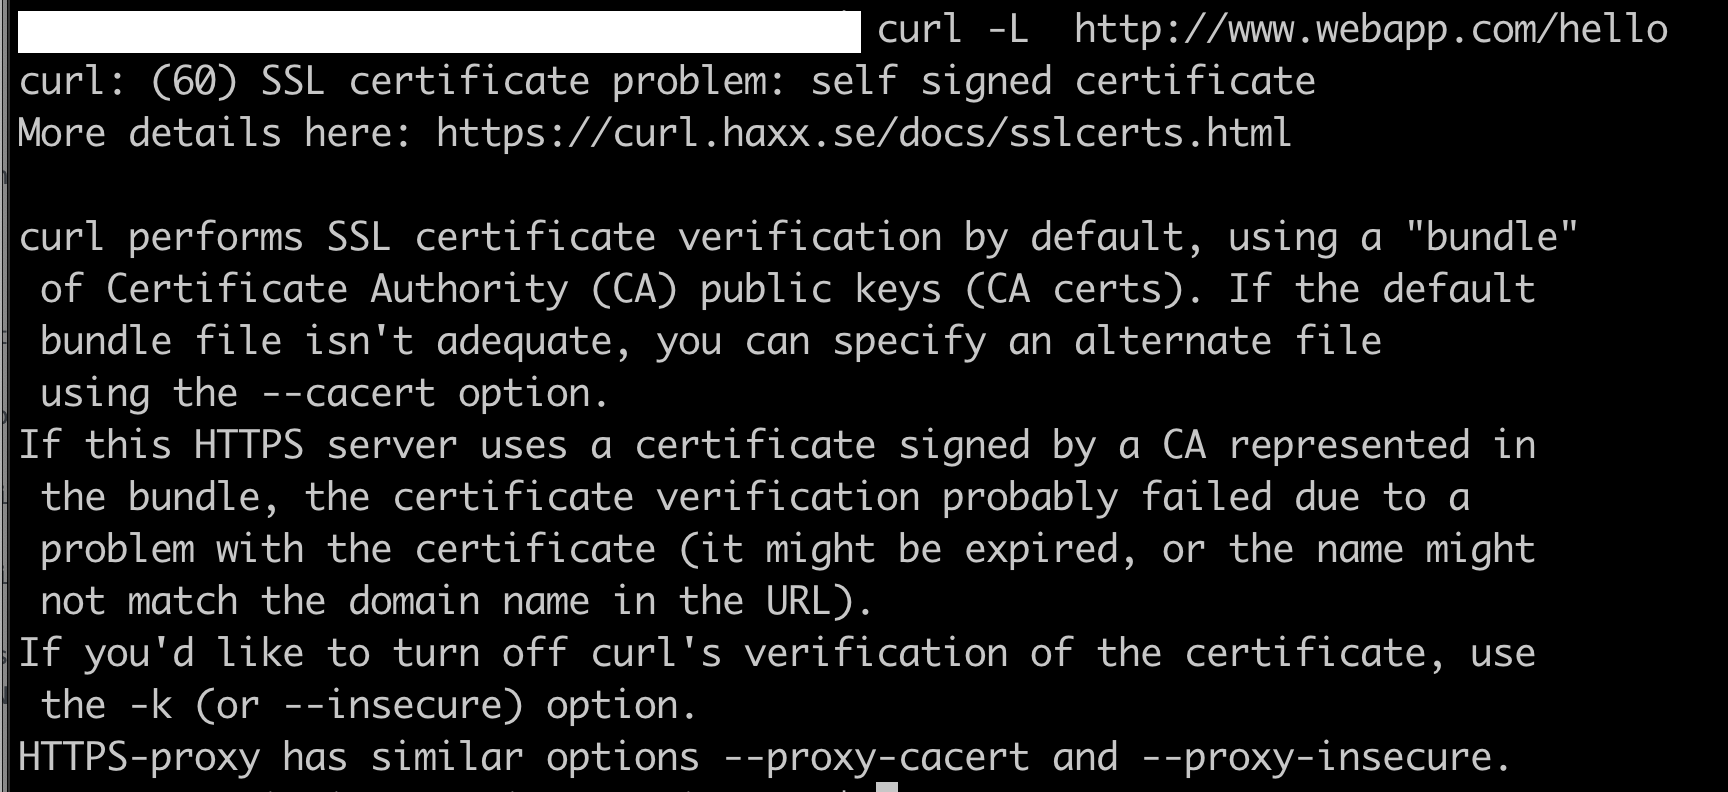 curl -L  http://www.webapp.com/hello
curl: (60) SSL certificate problem: self signed certificate
More details here: https://curl.haxx.se/docs/sslcerts.html

curl performs SSL certificate verification by default, using a "bundle"
 of Certificate Authority (CA) public keys (CA certs). If the default
 bundle file isn't adequate, you can specify an alternate file
 using the --cacert option.
If this HTTPS server uses a certificate signed by a CA represented in
 the bundle, the certificate verification probably failed due to a
 problem with the certificate (it might be expired, or the name might
 not match the domain name in the URL).
If you'd like to turn off curl's verification of the certificate, use
 the -k (or --insecure) option.
HTTPS-proxy has similar options --proxy-cacert and --proxy-insecure.